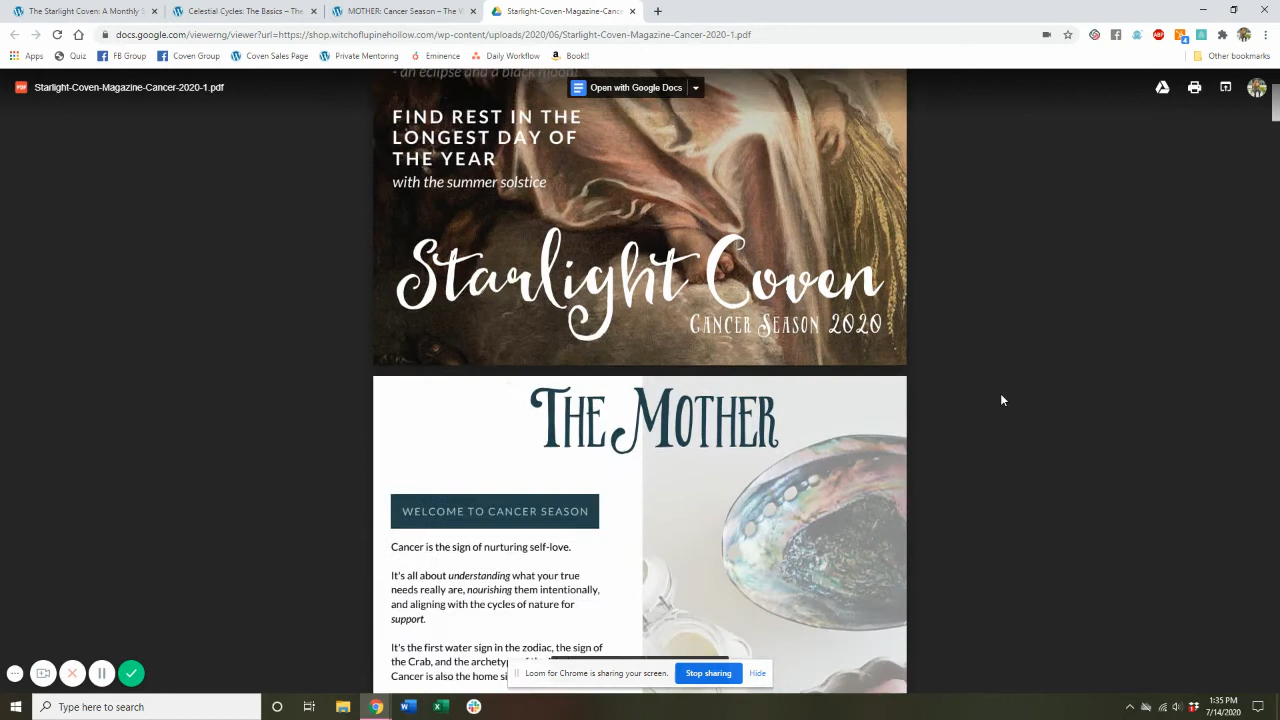 The Starlight Coven: A Monthly S
Celestial Cycles: The Basics – The
MOTHER: Cancer Season – The W
Starlight-Coven-Magazine-Canc
docs.google.com/viewerng/viewer?url=https://shop.witchoflupinehollow.com/wp-content/uploads/2020/06/Starlight-Coven-Magazine-Cancer-2020-1.pdf
Apps
Quiz
FB Group
Coven Group
Coven Sales Page
Private Mentoring
Eminence
Daily Workflow
Book!!
Other bookmarks
PDF
Starlight-Coven-Magazine-Cancer-2020-1.pdf
Open with Google Docs
- an eclipse and a black moon!
FIND REST IN THE
LONGEST DAY OF
THE YEAR
with the summer solstice
Starlight Coven
CANCER SEASON 2020
THE MOTHER
WELCOME TO CANCER SEASON
Cancer is the sign of nurturing self-love.
It's all about understanding what your true
needs really are, nourishing them intentionally,
and aligning with the cycles of nature for
support.
It's the first water sign in the zodiac, the sign of
the Crab, and the archety
Cancer is also the home si
Loom for Chrome is sharing your screen.
Stop sharing
Hide
Type here to search
1:35 PM
7/14/2020